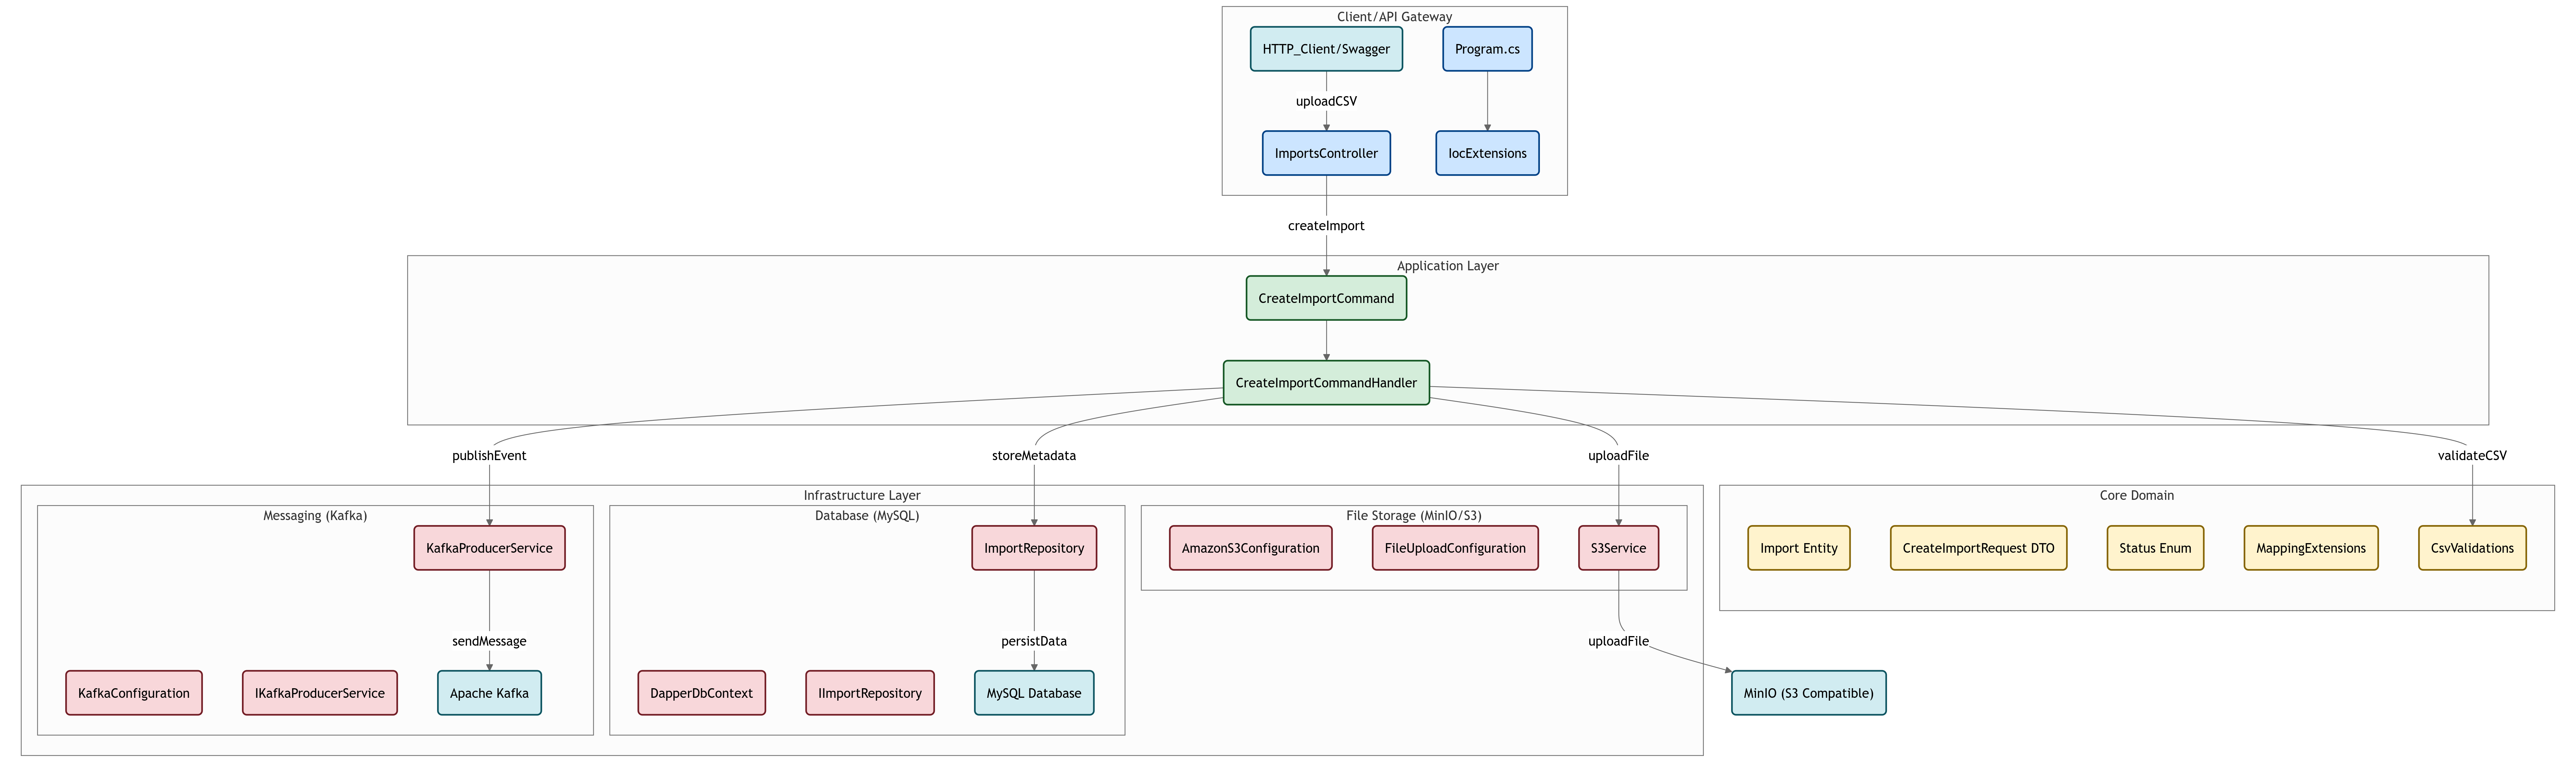 Client/API Gateway
HTTP_Client/Swagger
Program.cs
uploadCSV
ImportsController
IocExtensions
createImport
Application Layer
CreateImportCommand
CreateImportCommandHandler
publishEvent
storeMetadata
uploadFile
validateCSV
Infrastructure Layer
Core Domain
Messaging (Kafka)
Database (MySQL)
File Storage (MinIO/S3)
KafkaProducerService
ImportRepository
AmazonS3Configuration
FileUploadConfiguration
S3Service
Import Entity
CreateImportRequest DTO
Status Enum
MappingExtensions
CsvValidations
sendMessage
persistData
uploadFile
KafkaConfiguration
IKafkaProducerService
Apache Kafka
DapperDbContext
IImportRepository
MySQL Database
MinIO (S3 Compatible)